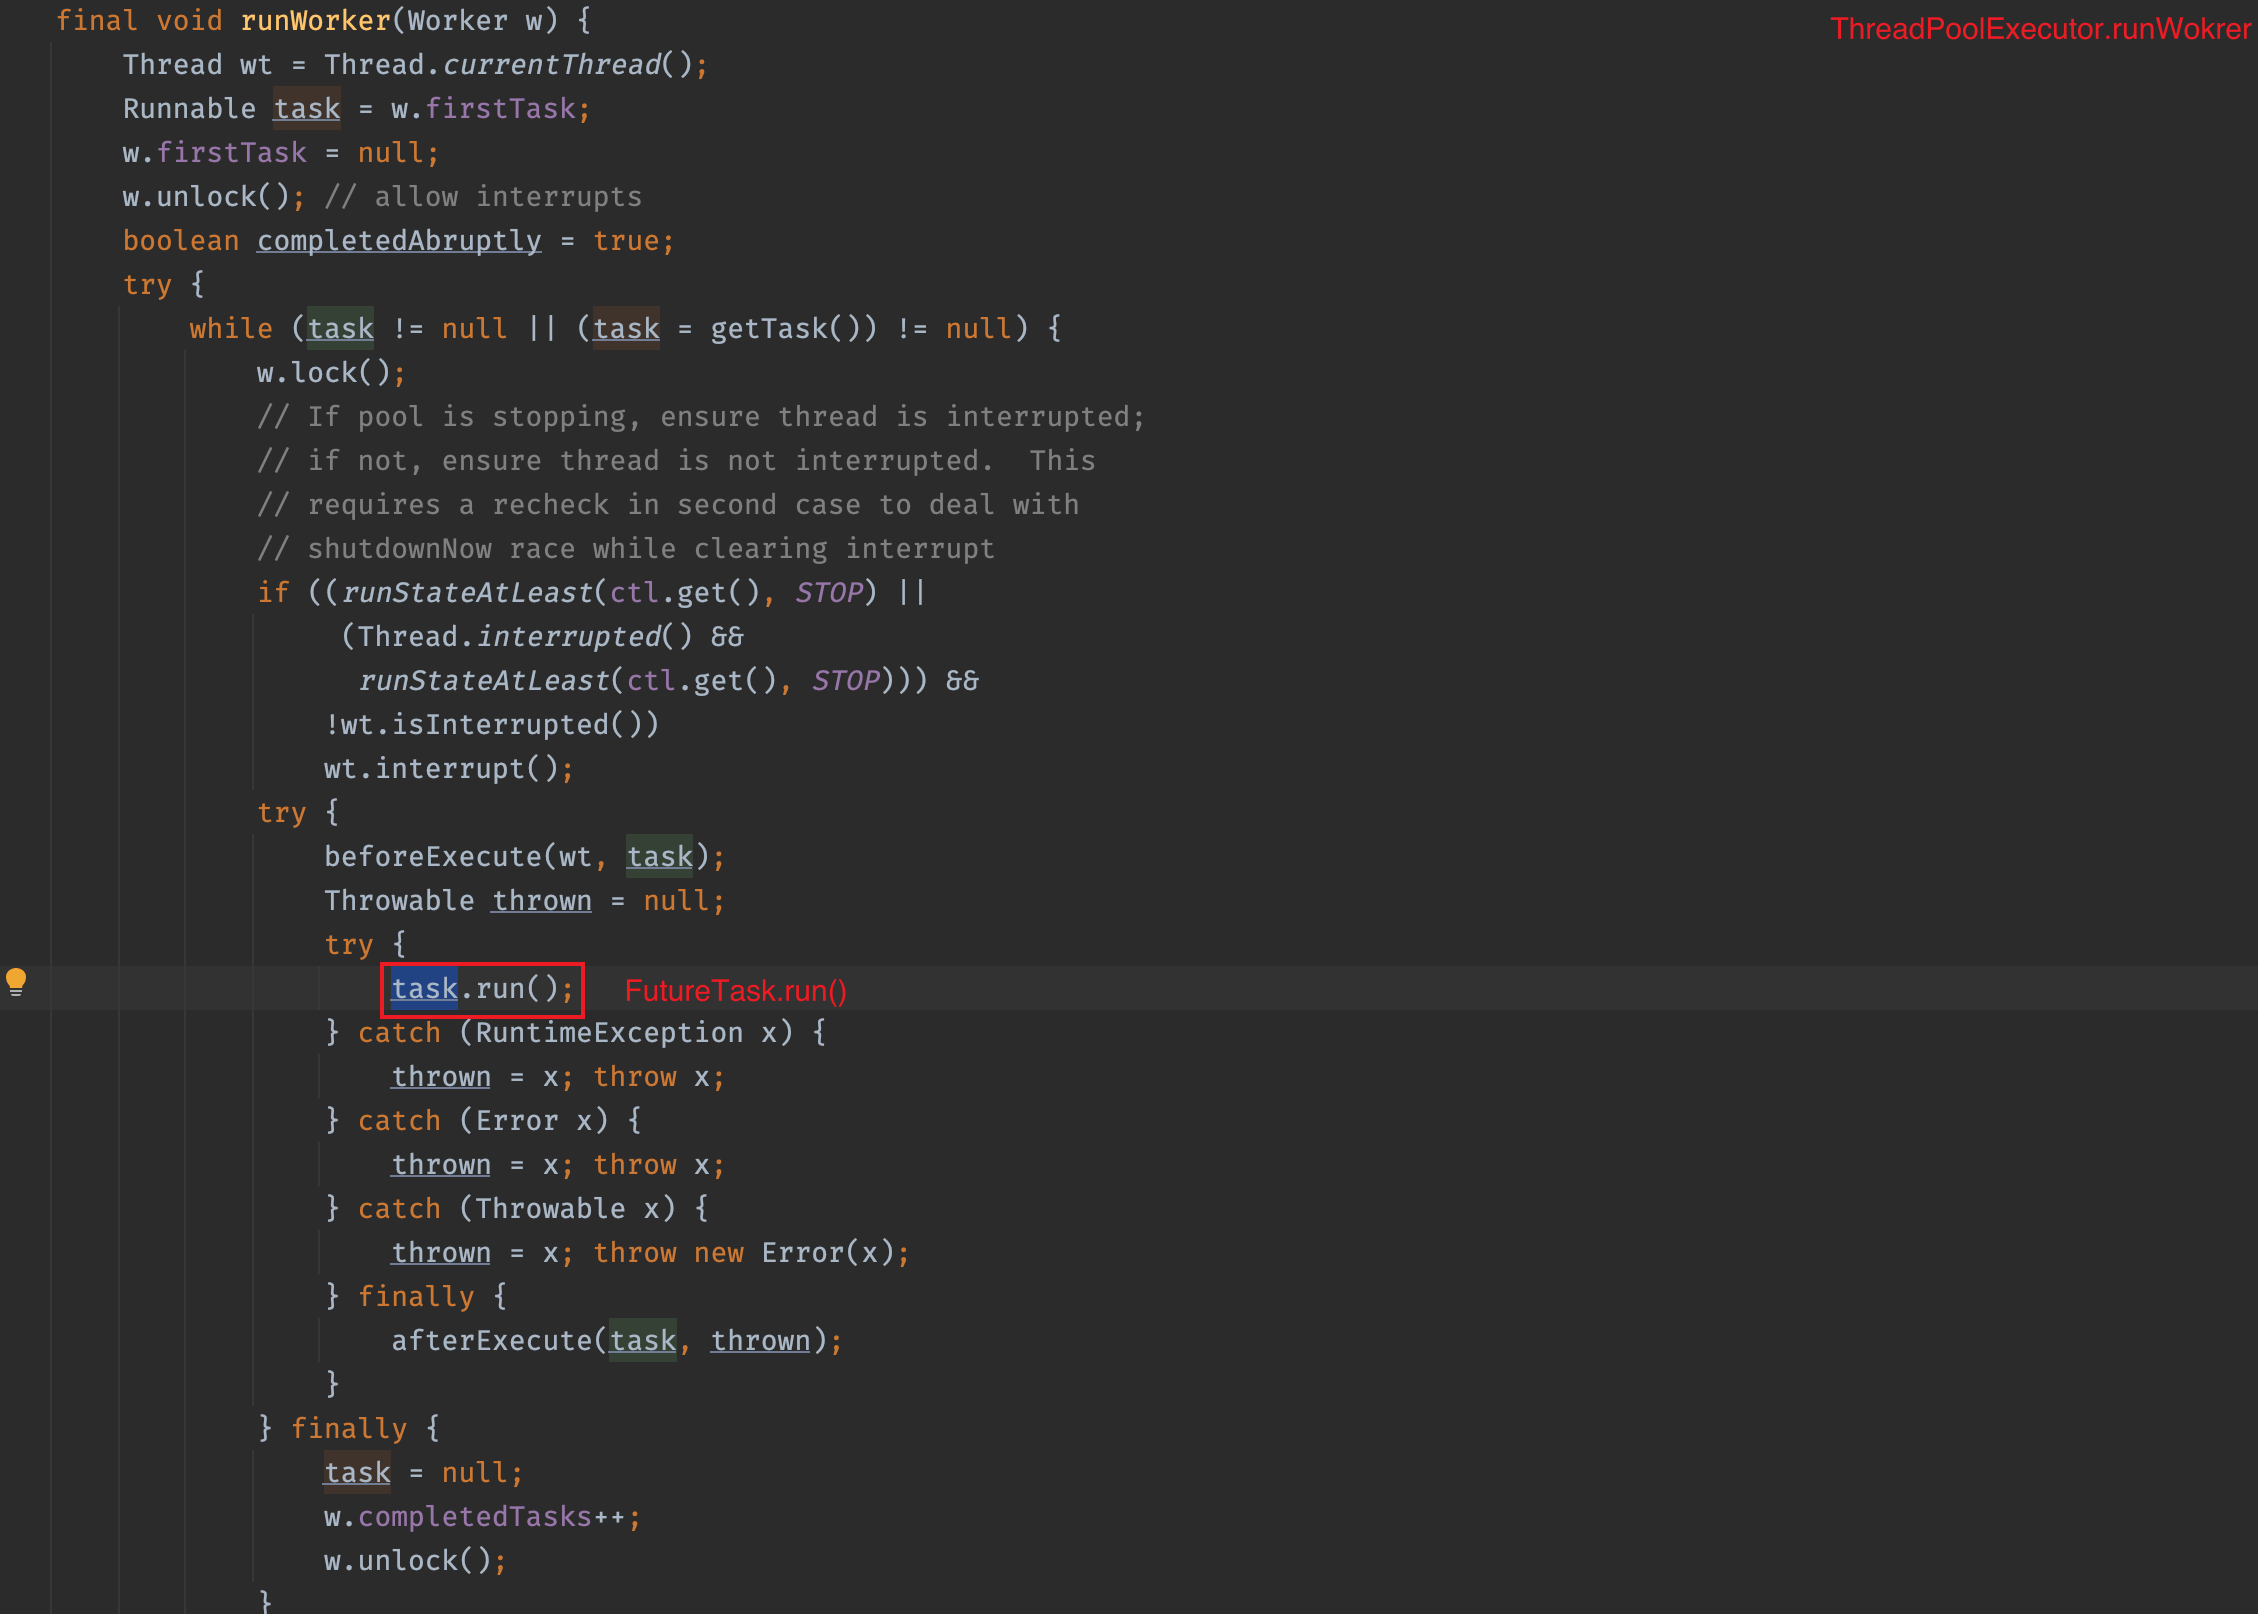 final void runWorker(Worker w) {
ThreadPoolExecutor.runWokrer
Thread wt = Thread.currentThread();
Runnable task = w.firstTask;
w.firstTask = null;
w.unlock(); // allow interrupts
boolean completedAbruptly = true;
try {
while (task != null || (task = getTask()) != null) {
w.lock();
// If pool is stopping, ensure thread is interrupted;
// if not, ensure thread is not interrupted.  This
// requires a recheck in second case to deal with
// shutdownNow race while clearing interrupt
if ((runStateAtLeast(ctl.get(), STOP) ||
(Thread.interrupted() &&
runStateAtLeast(ctl.get(), STOP))) &&
!wt.isInterrupted())
wt.interrupt();
try {
beforeExecute(wt, task);
Throwable thrown = null;
try {
task.run(); FutureTask.run()
} catch (RuntimeException x) {
thrown = x; throw x;
} catch (Error x) {
thrown = x; throw x;
} catch (Throwable x) {
thrown = x; throw new Error(x);
} finally {
afterExecute(task, thrown);
}
} finally {
task = null;
w.completedTasks++;
w.unlock();
}